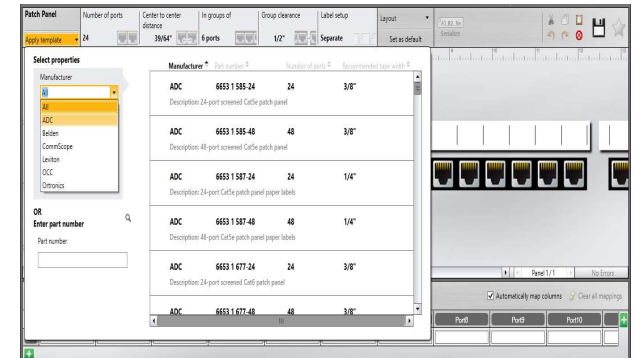 Patch Panel
Number of ports
Center to center distance
In groups of
Group clearance
Label setup
Layout
Apply template
24
39/64"
6 ports
1/2"
Separate
Set as default
Serialize
Select properties
Manufacturer
All
All
ADC
Belden
CommScope
Leviton
OCC
Ortronics
OR
Enter part number
Part number
Manufacturer Part number Number of ports Recommended tape width
ADC 6653 1 585-24 24 3/8"
Description: 24-port screened Cat5e patch panel
ADC 6653 1 585-48 48 3/8"
Description: 48-port screened Cat5e patch panel
ADC 6653 1 587-24 24 1/4"
Description: 24-port Cat5e patch panel paper labels
ADC 6653 1 587-48 48 1/4"
Description: 48-port Cat5e patch panel paper labels
ADC 6653 1 677-24 24 3/8"
Description: 24-port screened Cat6 patch panel
ADC 6653 1 677-48 48 3/8"
Panel 1/1
No Errors
Automatically map columns
Clear all mappings
Port8
Port9
Port10